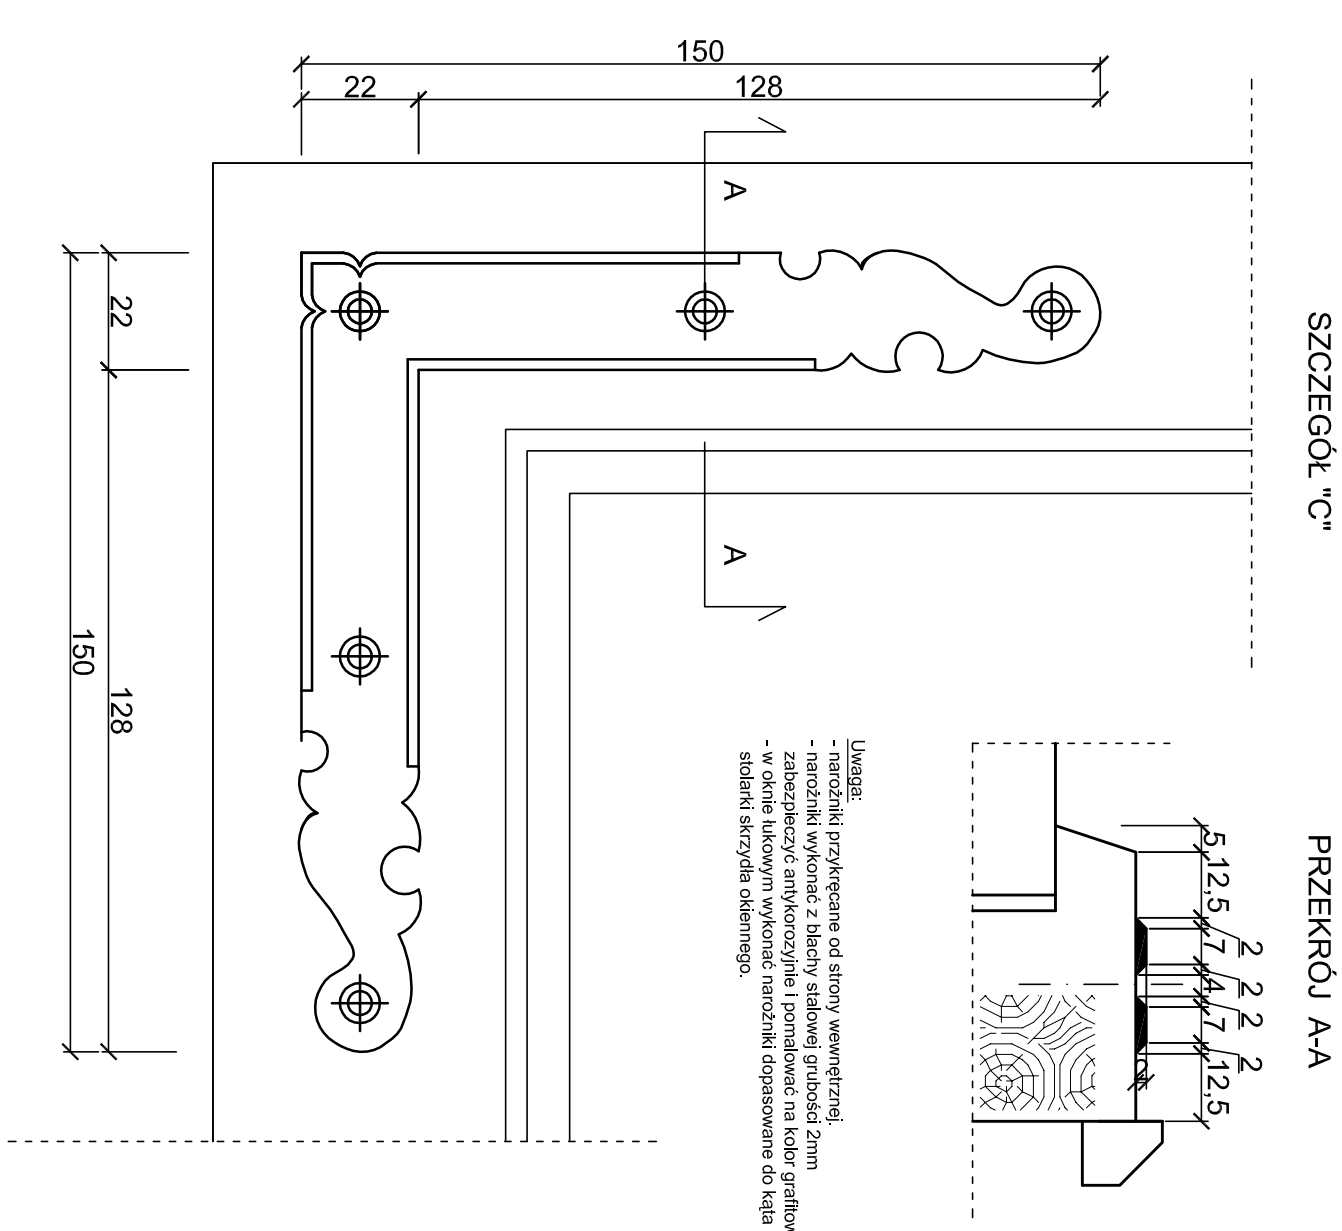 SZCZEGÓŁ "C"
PRZEKRÓJ A-A
150
22
128
A
A
22
128
150
5
12,5
2
7
2
4
2
7
2
12,5
2
Uwaga:
- narożniki przykręcane od strony wewnętrznej.
- narożniki wykonać z blachy stalowej grubości 2mm
zabezpieczyć antykorozyjnie i pomalować na kolor grafitow
- w oknie łukowym wykonać narożniki dopasowane do kąta
stolarki skrzydła okiennego.